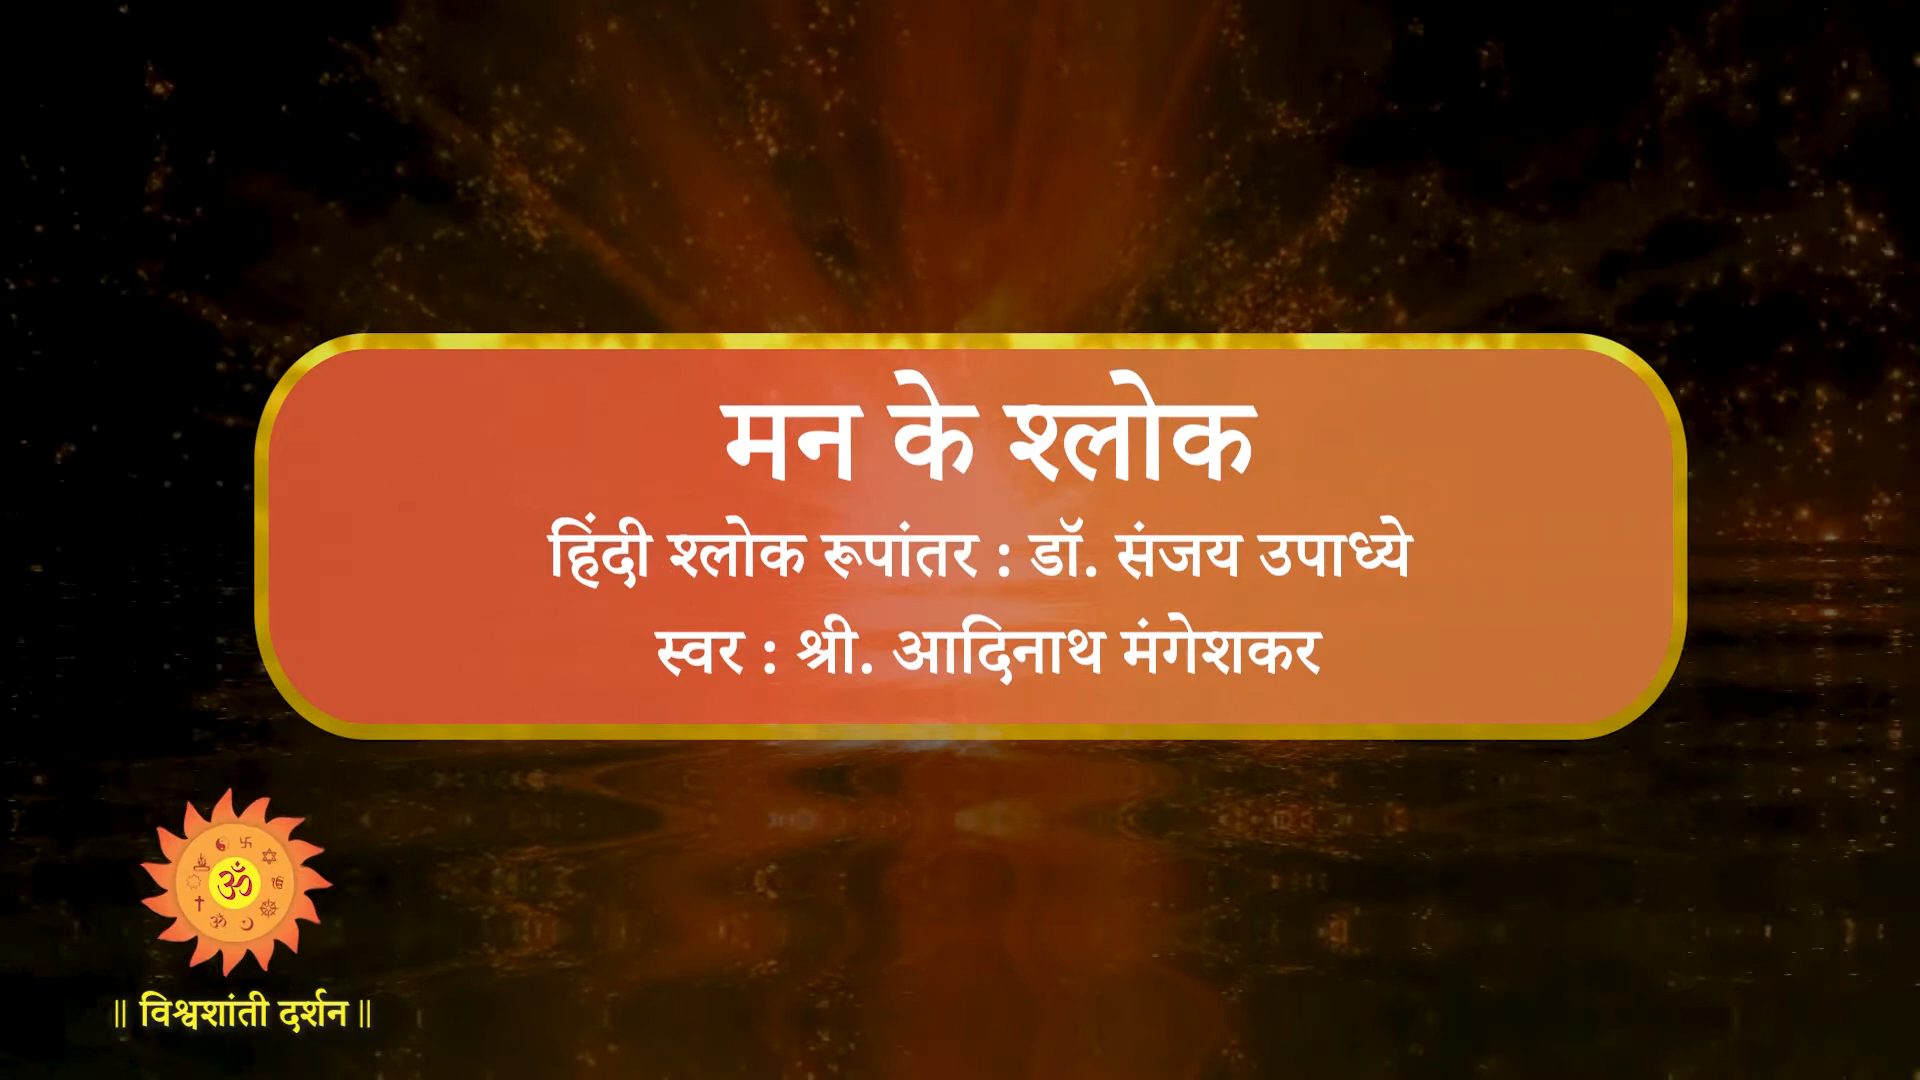 मन के श्लोक
हिंदी श्लोक रूपांतर : डॉ. संजय उपाध्ये
स्वर : श्री. आदिनाथ मंगेशकर
ॐ
|| विश्वशांती दर्शन ||